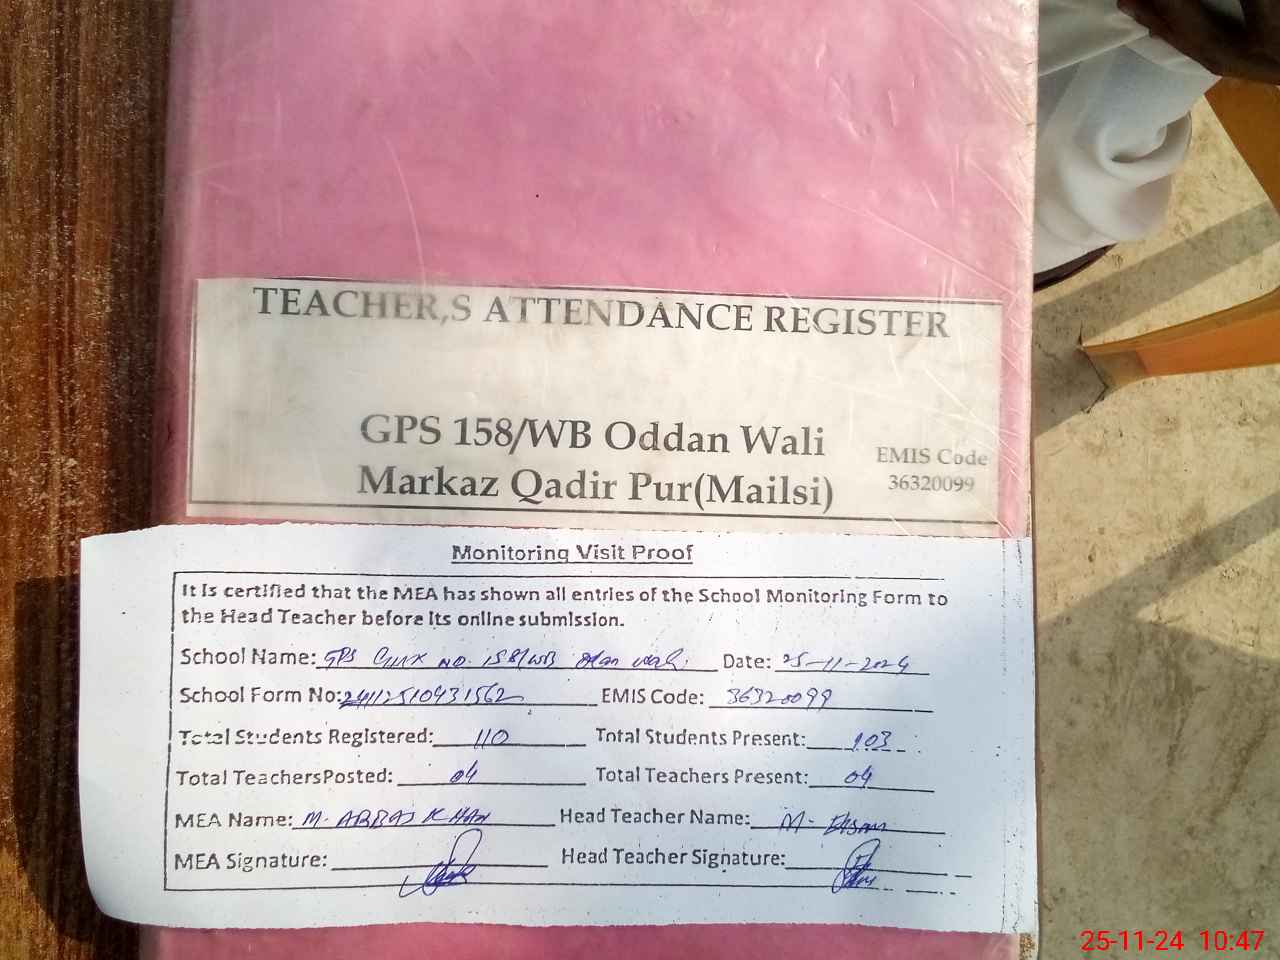 TEACHER,S ATTENDANCE REGISTER
GPS 158/WB Oddan Wali
Markaz Qadir Pur(Mailsi)
EMIS Code
36320099
Monitoring Visit Proof
It is certified that the MEA has shown all entries of the School Monitoring Form to
the Head Teacher before its online submission.
School Name: GPS NO. 158/WB wali Date: 25-11-2024
School Form No: 24112510431562 EMIS Code: 36320099
Total Students Registered: 110 Total Students Present: 103
Total Teachers Posted: 04 Total Teachers Present: 04
MEA Name: M. ABBAS KHAN Head Teacher Name: M.
MEA Signature: Head Teacher Signature:
25-11-24 10:47